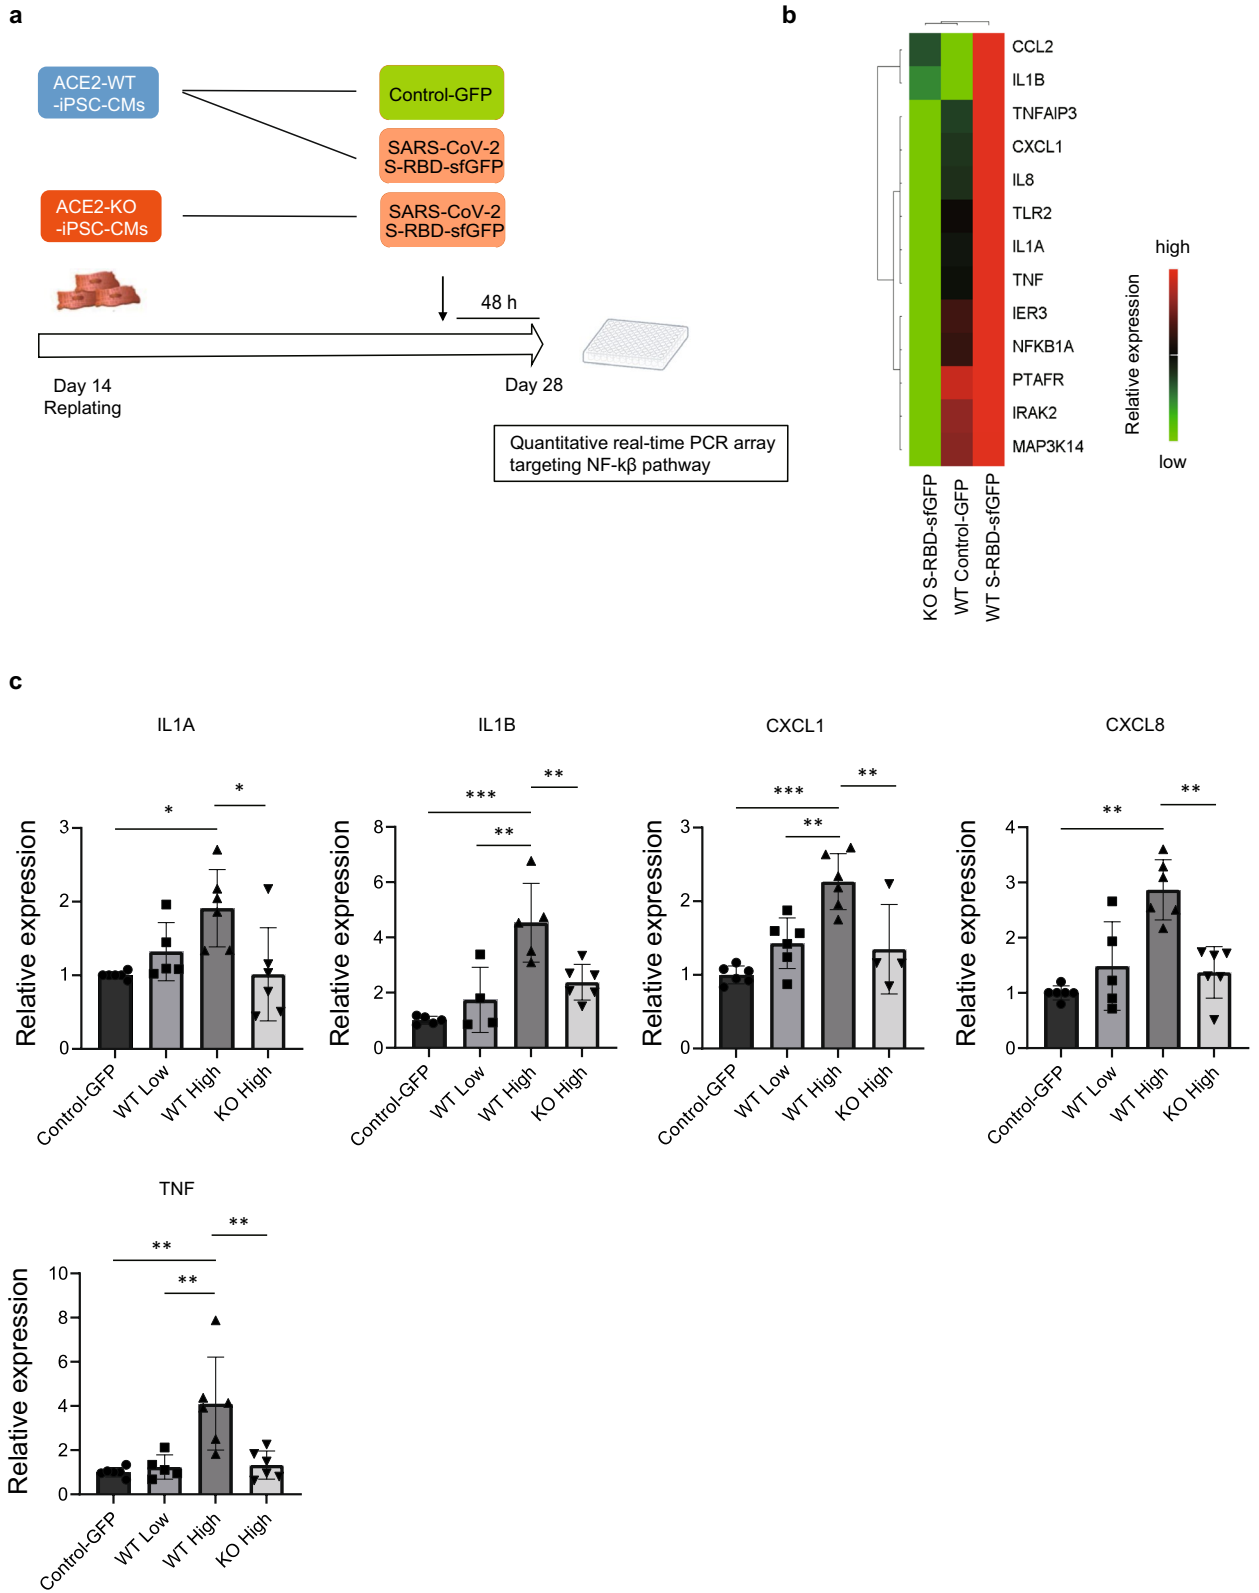 a
ACE2-WT
-iPSC-CMs
Control-GFP
SARS-CoV-2
S-RBD-sfGFP
ACE2-KO
-iPSC-CMs
SARS-CoV-2
S-RBD-sfGFP
48 h
Day 14
Replating
Day 28
Quantitative real-time PCR array
targeting NF-kβ pathway
b
CCL2
IL1B
TNFAIP3
CXCL1
IL8
TLR2
IL1A
TNF
IER3
NFKB1A
PTAFR
IRAK2
MAP3K14
KO S-RBD-sfGFP
WT Control-GFP
WT S-RBD-sfGFP
high
Relative expression
low
c
IL1A
*
*
Relative expression
3
2
1
0
Control-GFP
WT Low
WT High
KO High
IL1B
**
***
**
Relative expression
8
6
4
2
0
Control-GFP
WT Low
WT High
KO High
CXCL1
**
***
**
Relative expression
3
2
1
0
Control-GFP
WT Low
WT High
KO High
CXCL8
**
**
Relative expression
4
3
2
1
0
Control-GFP
WT Low
WT High
KO High
TNF
**
**
**
Relative expression
10
8
6
4
2
0
Control-GFP
WT Low
WT High
KO High